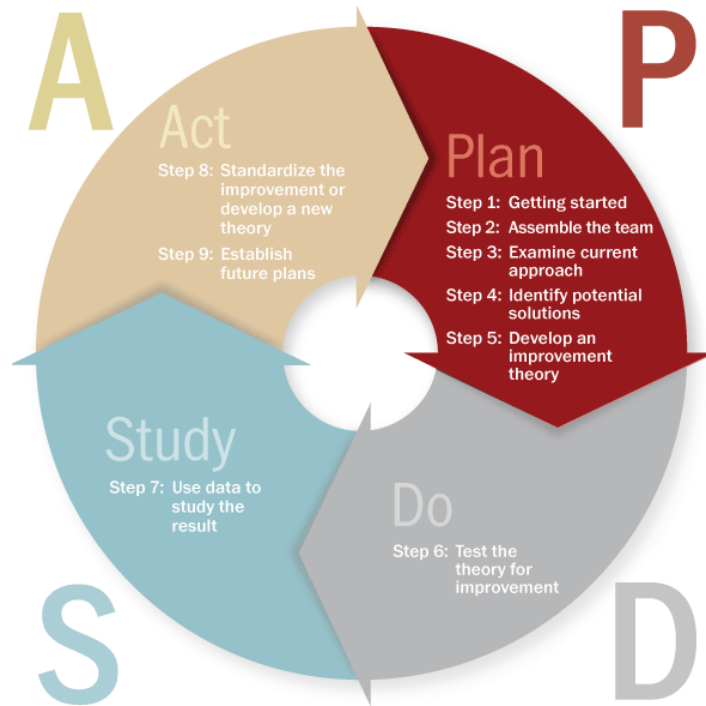 A
P
Act
Step 8: Standardize the
improvement or
develop a new
theory
Step 9: Establish
future plans
Plan
Step 1: Getting started
Step 2: Assemble the team
Step 3: Examine current
approach
Step 4: Identify potential
solutions
Step 5: Develop an
improvement
theory
Study
Step 7: Use data to
study the
result
Do
Step 6: Test the
theory for
improvement
S
D